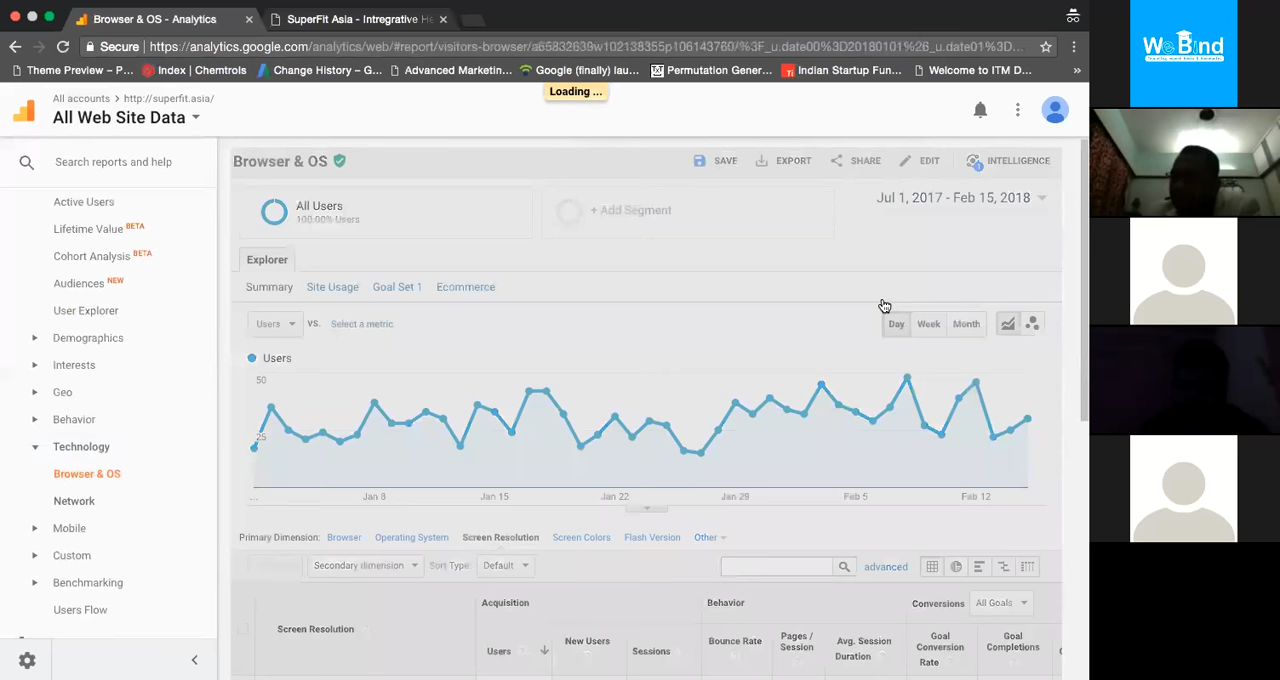 Browser & OS - Analytics
SuperFit Asia - Intregrative He
Secure https://analytics.google.com/analytics/web/#report/visitors-browser/a65832639w102138355p106143760/%3F_u.date00%3D20180101%26_u.date01%3D...
Theme Preview – P...
Index | Chemtrols
Change History – G...
Advanced Marketin...
Google (finally) lau...
Permutation Gener...
Indian Startup Fun...
Welcome to ITM D...
»
Loading ...
All accounts > http://superfit.asia/
All Web Site Data
Search reports and help
Active Users
Lifetime Value BETA
Cohort Analysis BETA
Audiences NEW
User Explorer
Demographics
Interests
Geo
Behavior
Technology
Browser & OS
Network
Mobile
Custom
Benchmarking
Users Flow
Browser & OS
SAVE
EXPORT
SHARE
EDIT
INTELLIGENCE
1
All Users
100.00% Users
+ Add Segment
Jul 1, 2017 - Feb 15, 2018
Explorer
Summary
Site Usage
Goal Set 1
Ecommerce
Users
VS.
Select a metric
Day
Week
Month
Users
50
25
...
Jan 8
Jan 15
Jan 22
Jan 29
Feb 5
Feb 12
Primary Dimension: Browser Operating System Screen Resolution Screen Colors Flash Version Other
Secondary dimension
Sort Type: Default
advanced
Screen Resolution
Acquisition
Behavior
Conversions
All Goals
Users
New Users
Sessions
Bounce Rate
Pages /
Session
Avg. Session
Duration
Goal
Conversion
Rate
Goal
Completions
We Bind